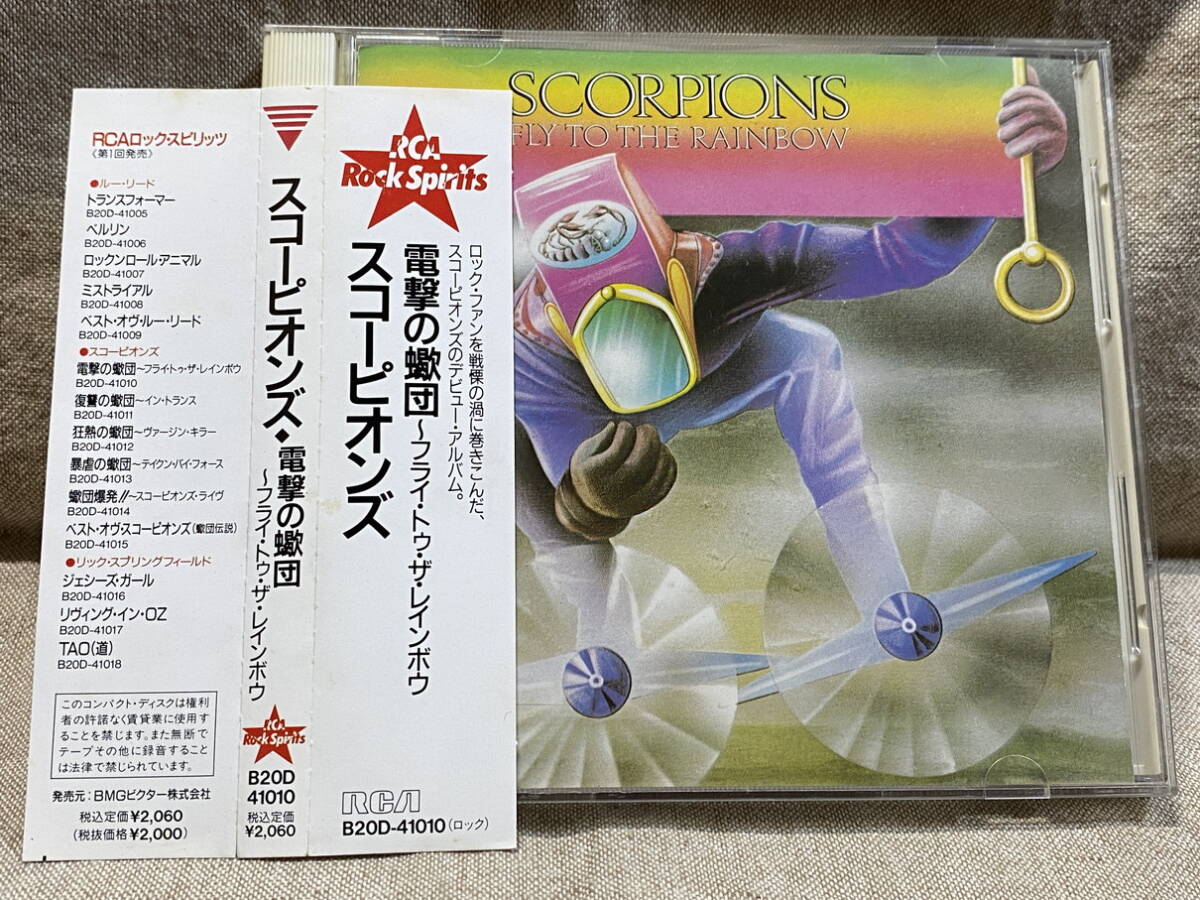 RCAロック・スピリッツ
《第1回発売》
●ルー・リード
トランスフォーマー
B20D-41005
ベルリン
B20D-41006
ロックンロール・アニマル
B20D-41007
ミストライアル
B20D-41008
ベスト・オヴ・ルー・リード
B20D-41009
●スコーピオンズ
電撃の蠍団〜フライ・トゥ・ザ・レインボウ
B20D-41010
復讐の蠍団〜イン・トランス
B20D-41011
狂熱の蠍団〜ヴァージン・キラー
B20D-41012
暴虐の蠍団〜テイクン・バイ・フォース
B20D-41013
蠍団爆発!!〜スコーピオンズ・ライヴ
B20D-41014
ベスト・オヴ・スコーピオンズ(蠍団伝説)
B20D-41015
●リック・スプリングフィールド
ジェシーズ・ガール
B20D-41016
リヴィング・イン・OZ
B20D-41017
TAO(道)
B20D-41018
このコンパクト・ディスクは権利
者の許諾なく賃貸業に使用す
ることを禁じます。また無断で
テープその他に録音すること
は法律で禁じられています。
発売元:BMGビクター株式会社
税込定価¥2,060
(税抜価格¥2,000)
スコーピオンズ・電撃の蠍団
〜フライ・トゥ・ザ・レインボウ
RCA
Rock Spirits
B20D
41010
税込定価
¥2,060
RCA
Rock Spirits
ロック・ファンを戦慄の渦に巻きこんだ、
スコーピオンズのデビュー・アルバム。
電撃の蠍団〜フライ・トゥ・ザ・レインボウ
スコーピオンズ
RCA
B20D-41010(ロック)
SCORPIONS
FLY TO THE RAINBOW